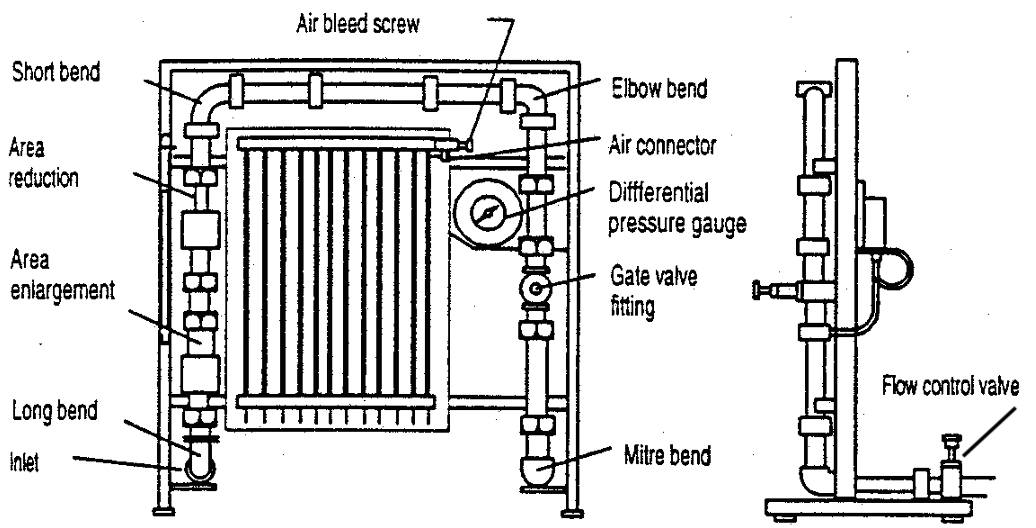 Air bleed screw
Short bend
Elbow bend
Area
reduction
Air connector
Diffferential
pressure gauge
Area
enlargement
Gate valve
fitting
Flow control valve
Long bend
Inlet
Mitre bend